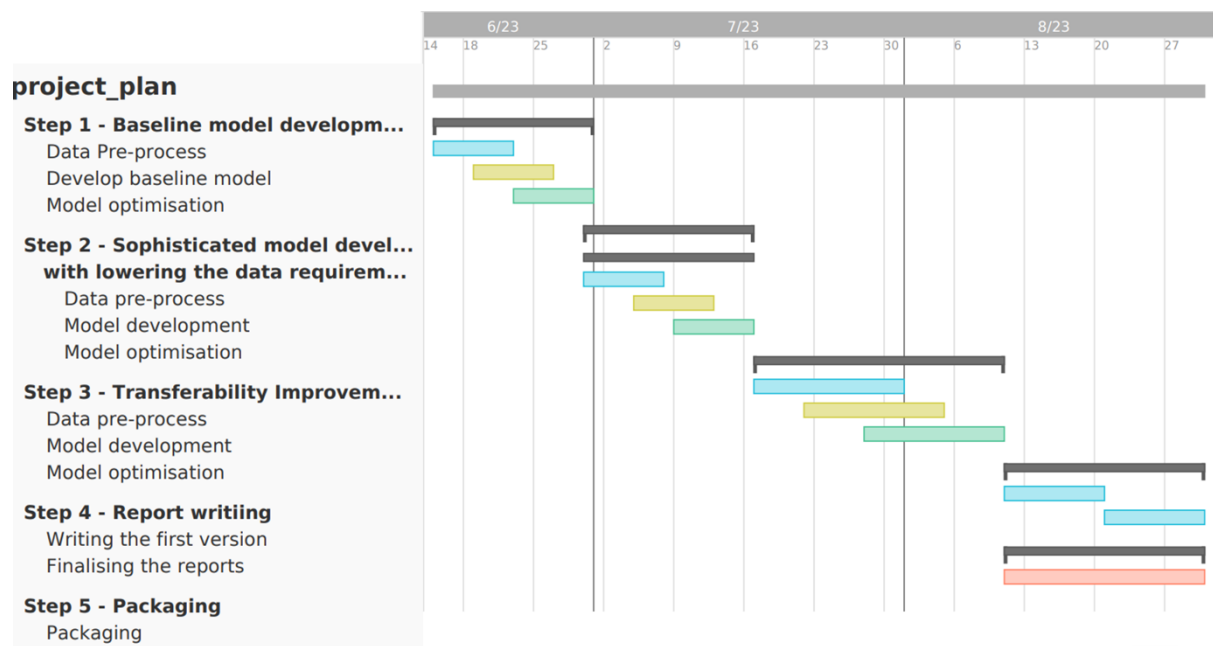 6/23 7/23 8/23
14 18 25 2 9 16 23 30 6 13 20 27
project_plan
Step 1 - Baseline model developm...
Data Pre-process
Develop baseline model
Model optimisation
Step 2 - Sophisticated model devel...
with lowering the data requirem...
Data pre-process
Model development
Model optimisation
Step 3 - Transferability Improvem...
Data pre-process
Model development
Model optimisation
Step 4 - Report writiing
Writing the first version
Finalising the reports
Step 5 - Packaging
Packaging